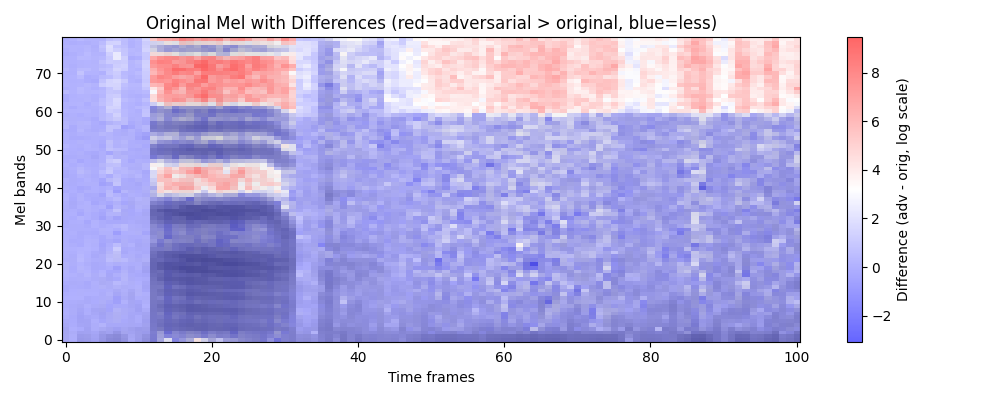 Original Mel with Differences (red=adversarial > original, blue=less)
Mel bands
70
60
50
40
30
20
10
0
0 20 40 60 80 100
Time frames
8
6
4
2
0
−2
Difference (adv - orig, log scale)